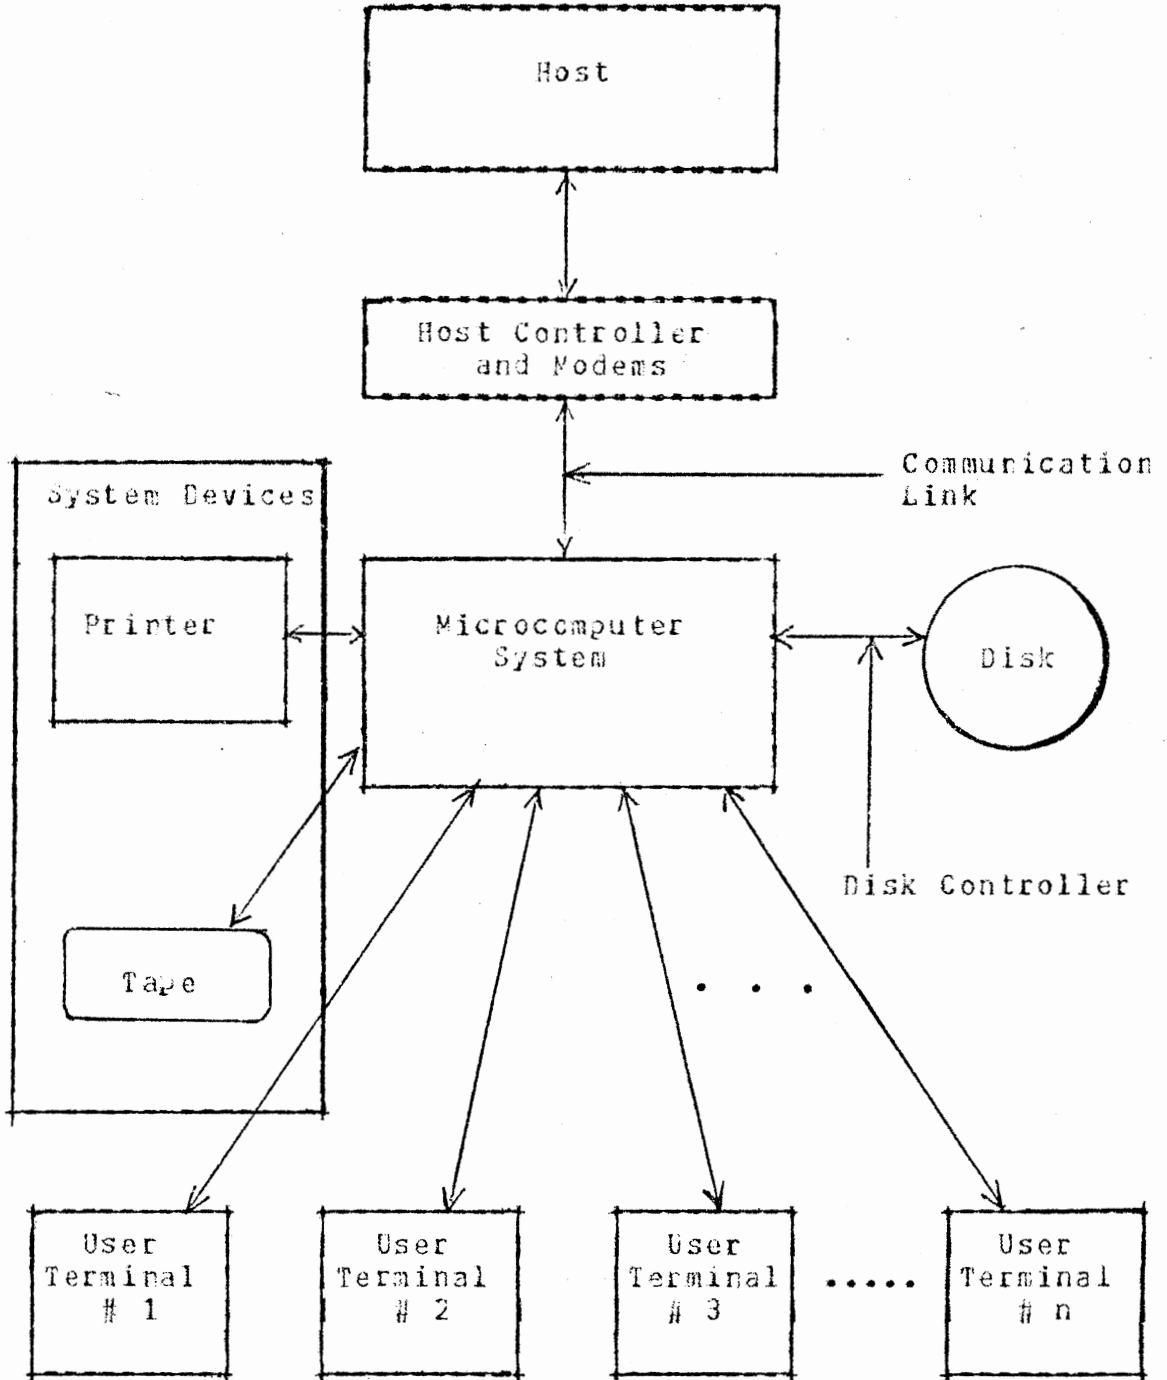 Host
Host Controller
and Modems
Communication
Link
System Devices
Printer
Microcomputer
System
Disk
Disk Controller
Tape
User
Terminal
# 1
User
Terminal
# 2
User
Terminal
# 3
.....
User
Terminal
# n